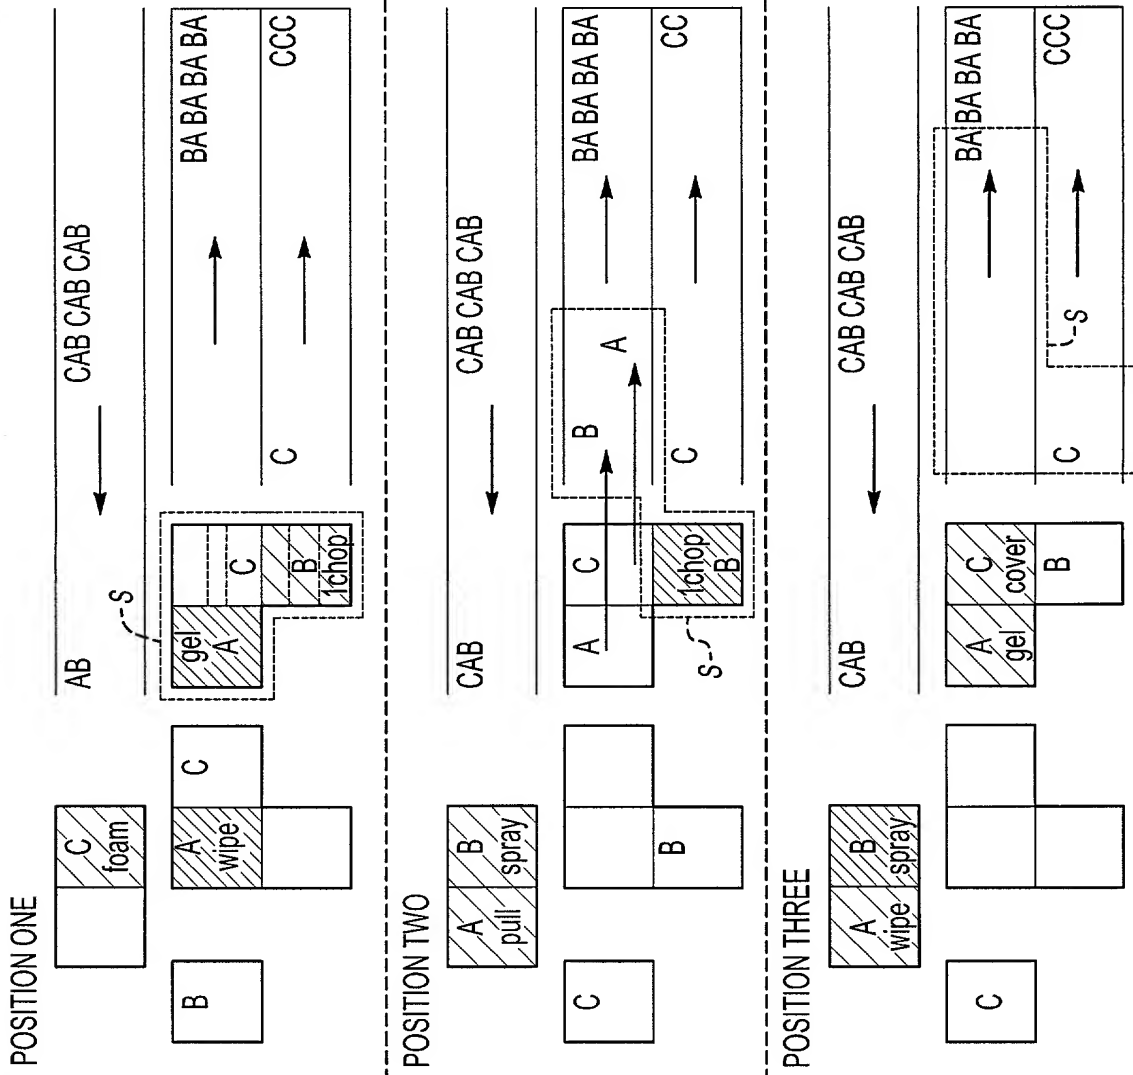 POSITION ONE
C
foam
AB
CAB CAB CAB
B
A
wipe
C
S
gel
A
C
B
1chop
BA BA BA BA
C
CCC
POSITION TWO
A
pull
B
spray
CAB
CAB CAB CAB
C
B
A
C
1chop
B
S
B
A
BA BA BA BA
C
CC
POSITION THREE
A
wipe
B
spray
CAB
CAB CAB CAB
C
A
gel
C
cover
B
BA BA BA BA
S
C
CCC